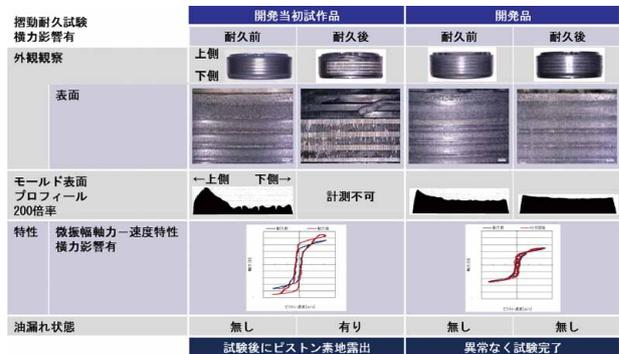 摺動耐久試験
横力影響有
開発当初試作品
開発品
耐久前
耐久後
耐久前
耐久後
外観観察
上側
下側
表面
モールド表面
プロフィール
200倍率
←上側
下側→
計測不可
特性
微振幅軸力－速度特性
横力影響有
油漏れ状態
無し
有り
無し
無し
試験後にピストン素地露出
異常なく試験完了